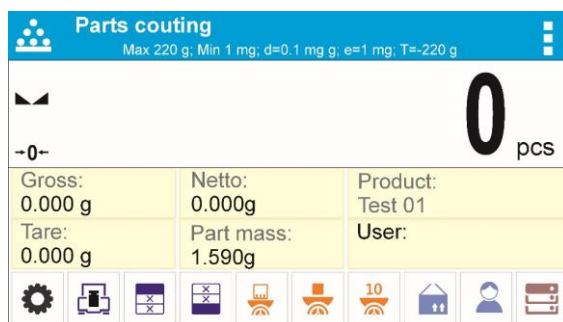 Parts couting
Max 220 g; Min 1 mg; d=0.1 mg g; e=1 mg; T=-220 g
0 pcs
→0←
Gross:
0.000 g
Netto:
0.000g
Product:
Test 01
Tare:
0.000 g
Part mass:
1.590g
User:
10